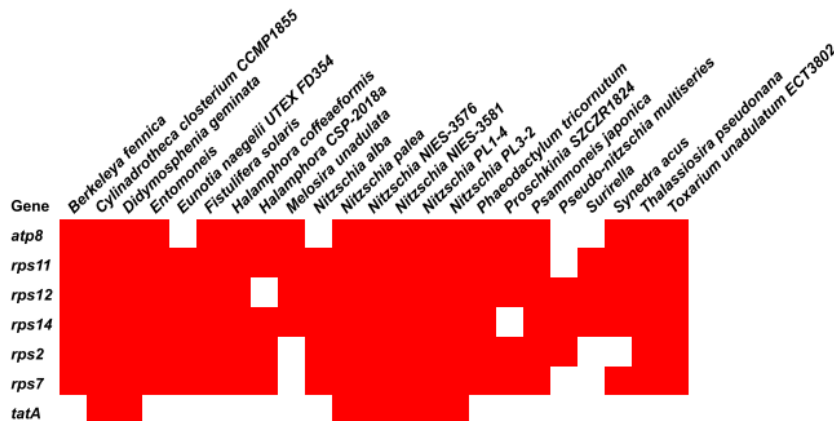 Berkeleya fennica
Cylinadrotheca closterium CCMP1855
Didymosphenia geminata
Entomoneis
Eunotia naegelii UTEX FD354
Fistulifera solaris
Halamphora coffeaeformis
Halamphora CSP-2018a
Melosira unadulata
Nitzschia alba
Nitzschia palea
Nitzschia NIES-3576
Nitzschia NIES-3581
Nitzschia PL1-4
Nitzschia PL3-2
Phaeodactylum tricornutum
Proschkinia SZCZR1824
Psammoneis japonica
Pseudo-nitzschia multiseries
Surirella
Synedra acus
Thalassiosira pseudonana
Toxarium unadulatum ECT3802
Gene
atp8
rps11
rps12
rps14
rps2
rps7
tatA